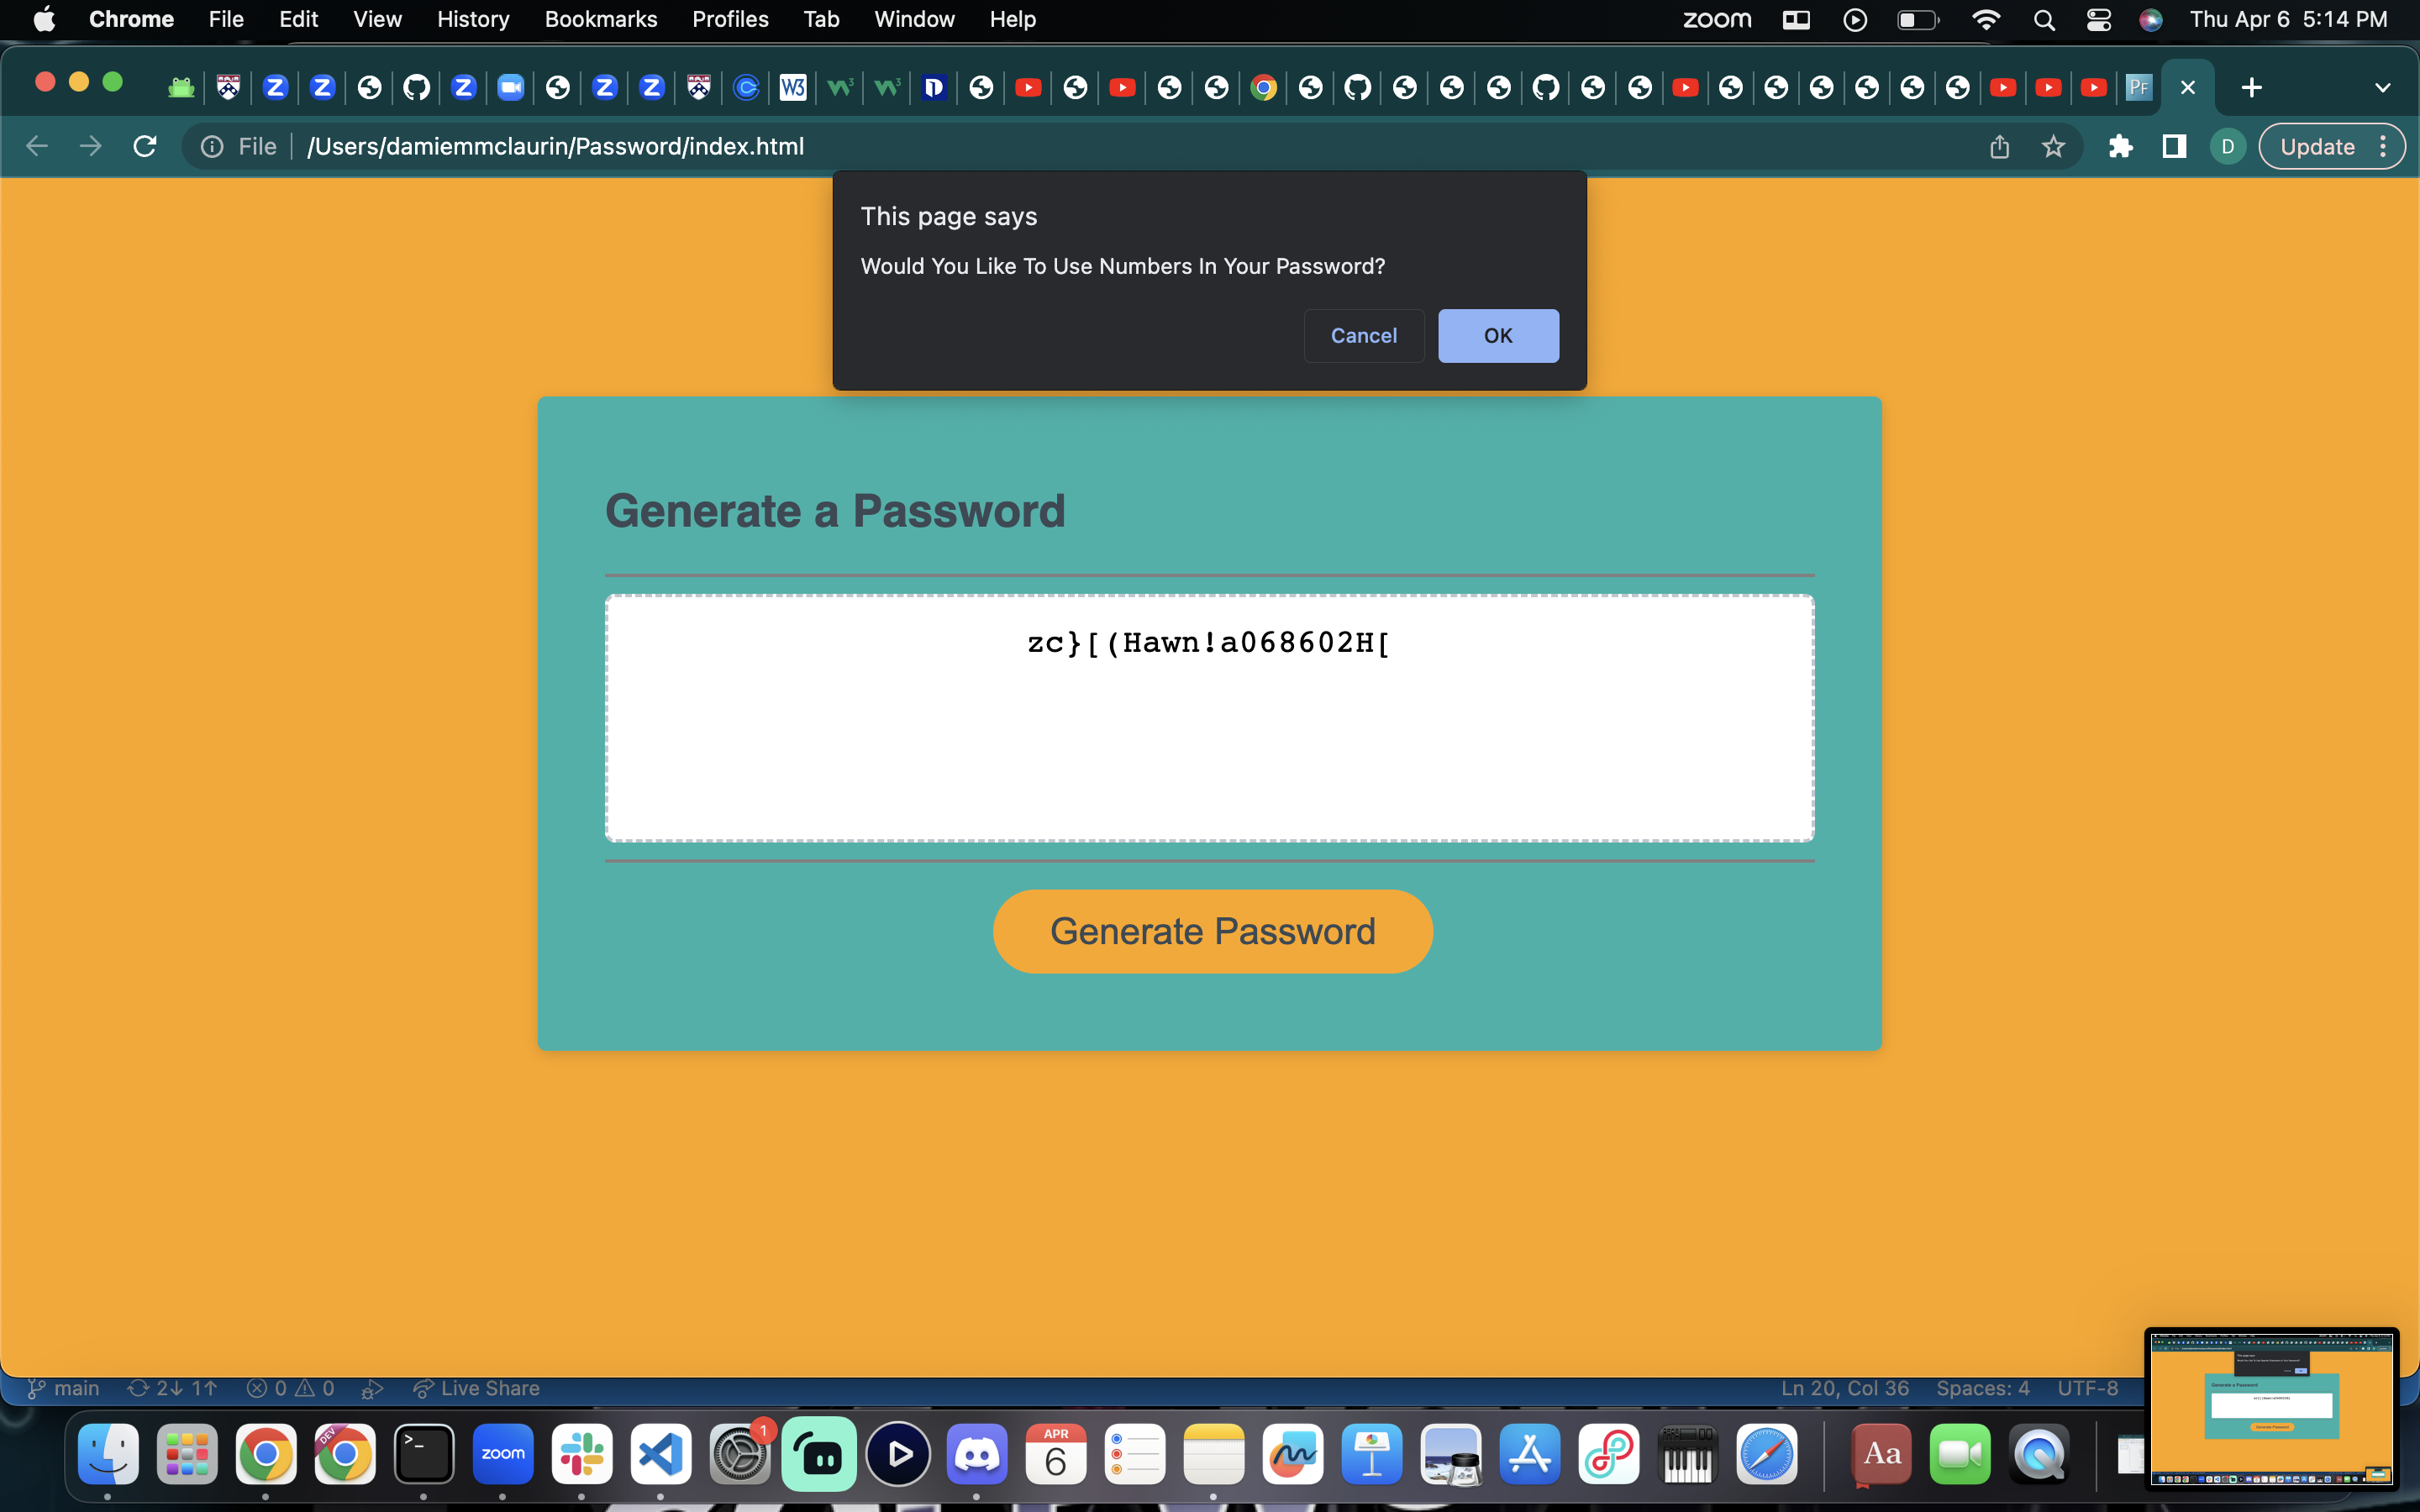 Chrome File Edit View History Bookmarks Profiles Tab Window Help zoom Thu Apr 6 5:14 PM
File /Users/damiemmclaurin/Password/index.html D Update
This page says
Would You Like To Use Numbers In Your Password?
Cancel OK
Generate a Password
zc}[(Hawn!a068602H[
Generate Password
main 2↓ 1↑ 0 0 Live Share Ln 20, Col 36 Spaces: 4 UTF-8
DEV >_ zoom 1 APR 6 Aa